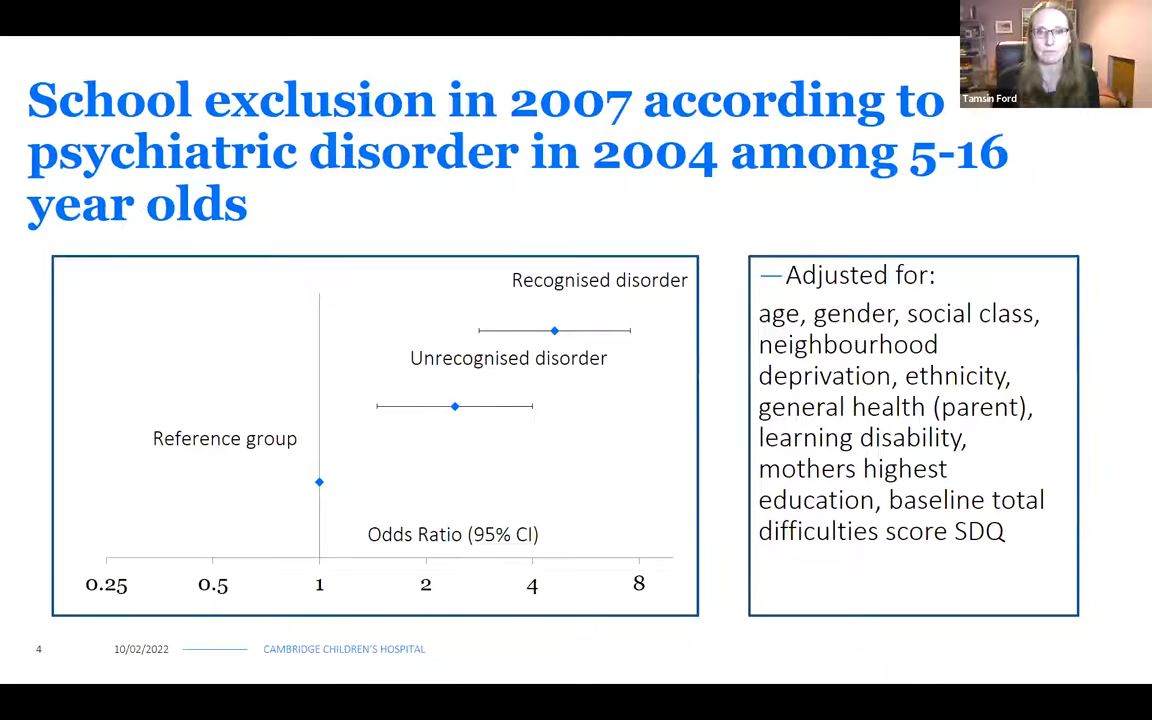 Tamsin Ford
School exclusion in 2007 according to
psychiatric disorder in 2004 among 5-16
year olds
Recognised disorder
Unrecognised disorder
Reference group
Odds Ratio (95% CI)
0.25 0.5 1 2 4 8
—Adjusted for:
age, gender, social class,
neighbourhood
deprivation, ethnicity,
general health (parent),
learning disability,
mothers highest
education, baseline total
difficulties score SDQ
4 10/02/2022 CAMBRIDGE CHILDREN'S HOSPITAL